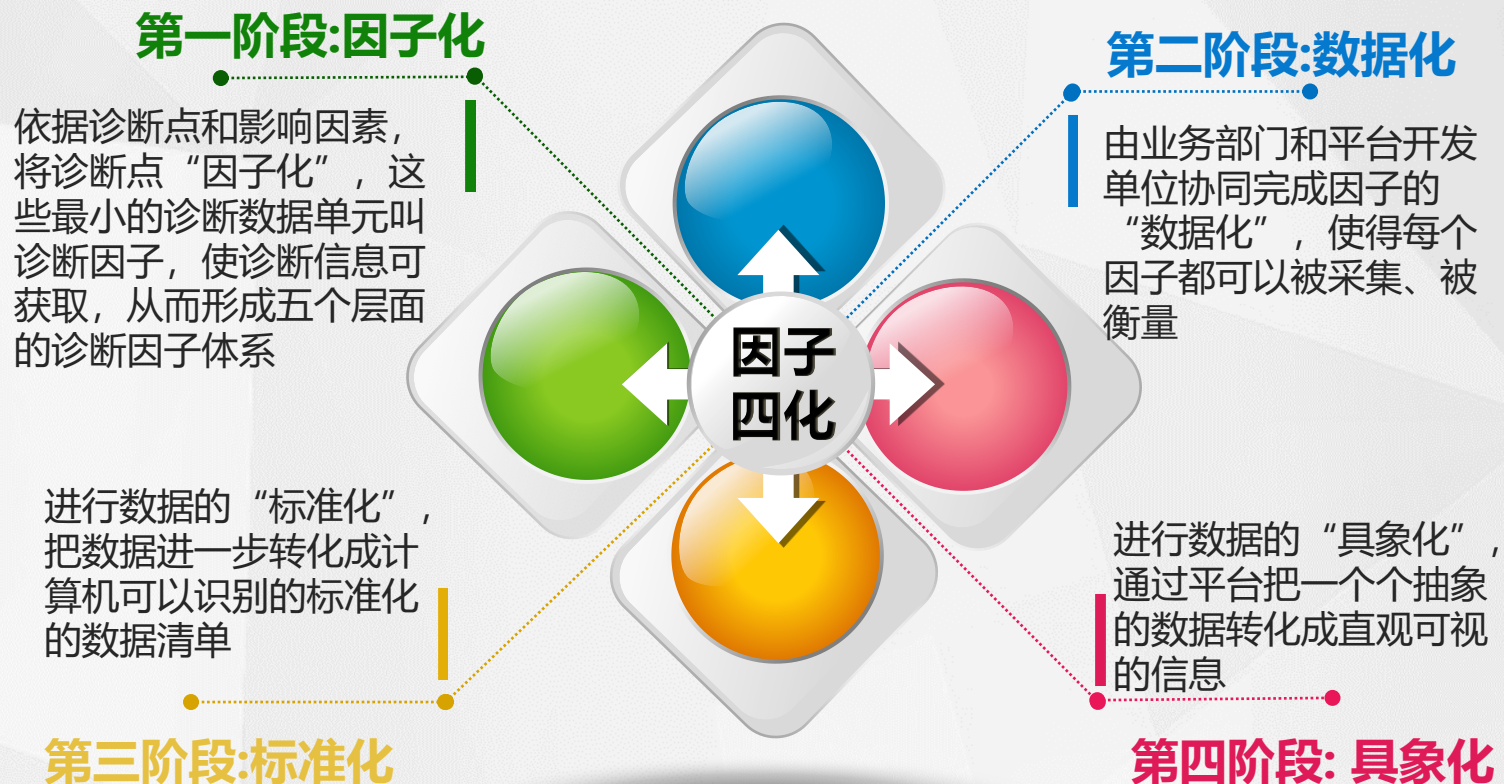 第一阶段:因子化
依据诊断点和影响因素，
将诊断点“因子化”，这
些最小的诊断数据单元叫
诊断因子，使诊断信息可
获取，从而形成五个层面
的诊断因子体系
第二阶段:数据化
由业务部门和平台开发
单位协同完成因子的
“数据化”，使得每个
因子都可以被采集、被
衡量
因子
四化
进行数据的“标准化”，
把数据进一步转化成计
算机可以识别的标准化
的数据清单
第三阶段:标准化
进行数据的“具象化”，
通过平台把一个个抽象
的数据转化成直观可视
的信息
第四阶段: 具象化